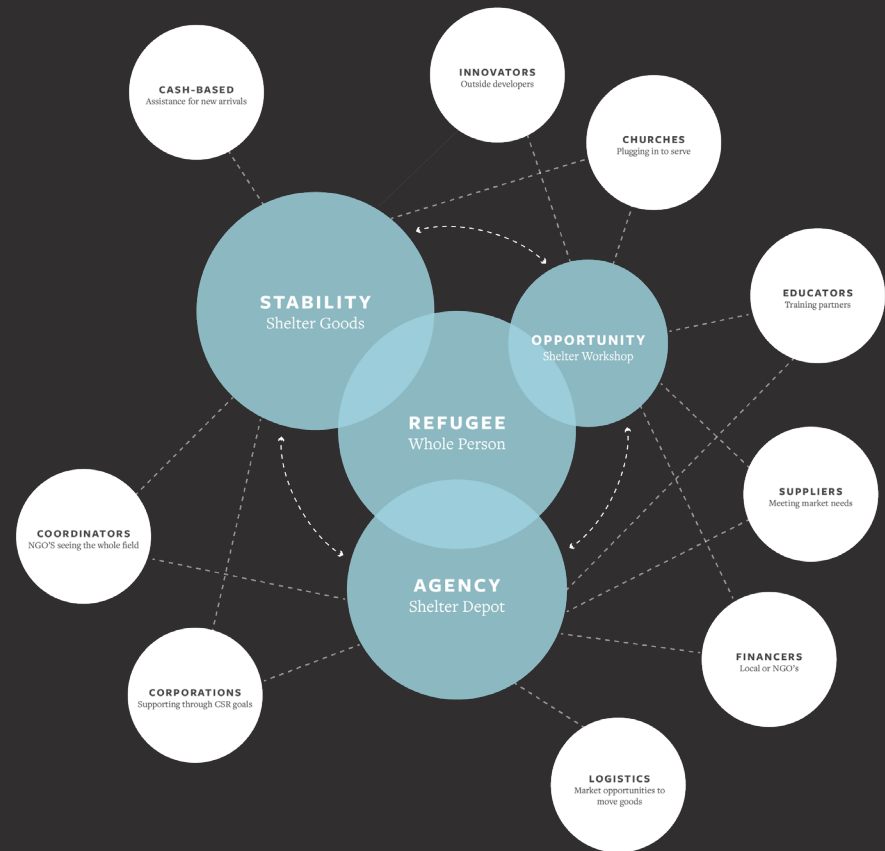 INNOVATORS
Outside developers
CASH-BASED
Assistance for new arrivals
CHURCHES
Plugging in to serve
EDUCATORS
Training partners
STABILITY
Shelter Goods
OPPORTUNITY
Shelter Workshop
REFUGEE
Whole Person
SUPPLIERS
Meeting market needs
COORDINATORS
NGO'S seeing the whole field
AGENCY
Shelter Depot
FINANCERS
Local or NGO's
CORPORATIONS
Supporting through CSR goals
LOGISTICS
Market opportunities to
move goods